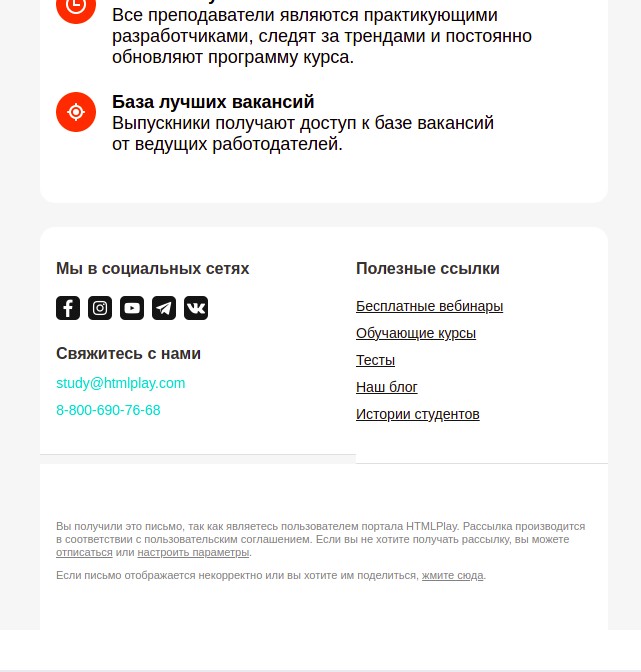 Все преподаватели являются практикующими
разработчиками, следят за трендами и постоянно
обновляют программу курса.
База лучших вакансий
Выпускники получают доступ к базе вакансий
от ведущих работодателей.
Мы в социальных сетях
Свяжитесь с нами
study@htmlplay.com
8-800-690-76-68
Полезные ссылки
Бесплатные вебинары
Обучающие курсы
Тесты
Наш блог
Истории студентов
Вы получили это письмо, так как являетесь пользователем портала HTMLPlay. Рассылка производится
в соответствии с пользовательским соглашением. Если вы не хотите получать рассылку, вы можете
отписаться или настроить параметры.
Если письмо отображается некорректно или вы хотите им поделиться, жмите сюда.